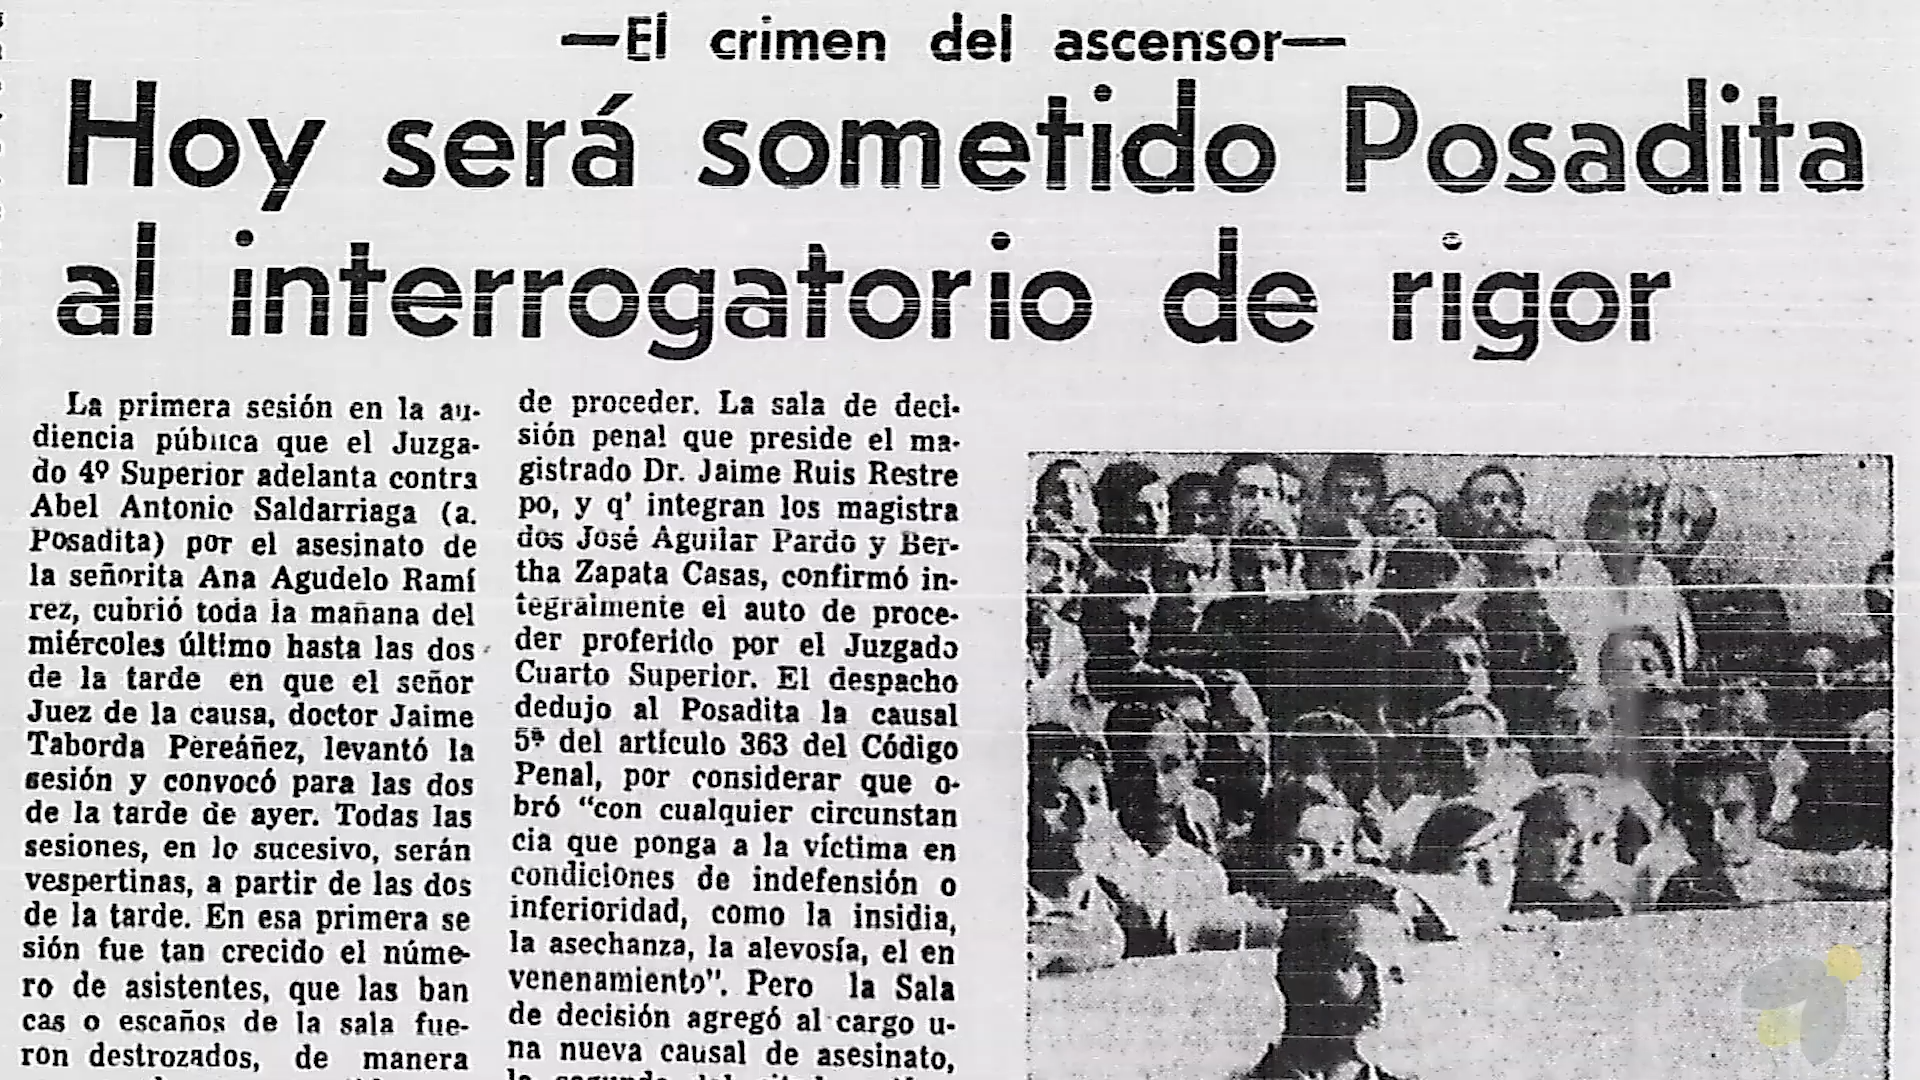 —El crimen del ascensor—
Hoy será sometido Posadita
al interrogatorio de rigor
La primera sesión en la au-
diencia pública que el Juzga-
do 4º Superior adelanta contra
Abel Antonio Saldarriaga (a.
Posadita) por el asesinato de
la señorita Ana Agudelo Ramí
rez, cubrió toda la mañana del
miércoles último hasta las dos
de la tarde en que el señor
Juez de la causa, doctor Jaime
Taborda Pereáñez, levantó la
sesión y convocó para las dos
de la tarde de ayer. Todas las
sesiones, en lo sucesivo, serán
vespertinas, a partir de las dos
de la tarde. En esa primera se
sión fue tan crecido el núme-
ro de asistentes, que las ban
cas o escaños de la sala fue-
ron destrozados, de manera
de proceder. La sala de deci-
sión penal que preside el ma-
gistrado Dr. Jaime Ruis Restre
po, y q' integran los magistra
dos José Aguilar Pardo y Ber-
tha Zapata Casas, confirmó in-
tegralmente el auto de proce-
der proferido por el Juzgado
Cuarto Superior. El despacho
dedujo al Posadita la causal
5ª del artículo 363 del Código
Penal, por considerar que o-
bró "con cualquier circunstan
cia que ponga a la víctima en
condiciones de indefensión o
inferioridad, como la insidia,
la asechanza, la alevosía, el en
venenamiento". Pero la Sala
de decisión agregó al cargo u-
na nueva causal de asesinato,